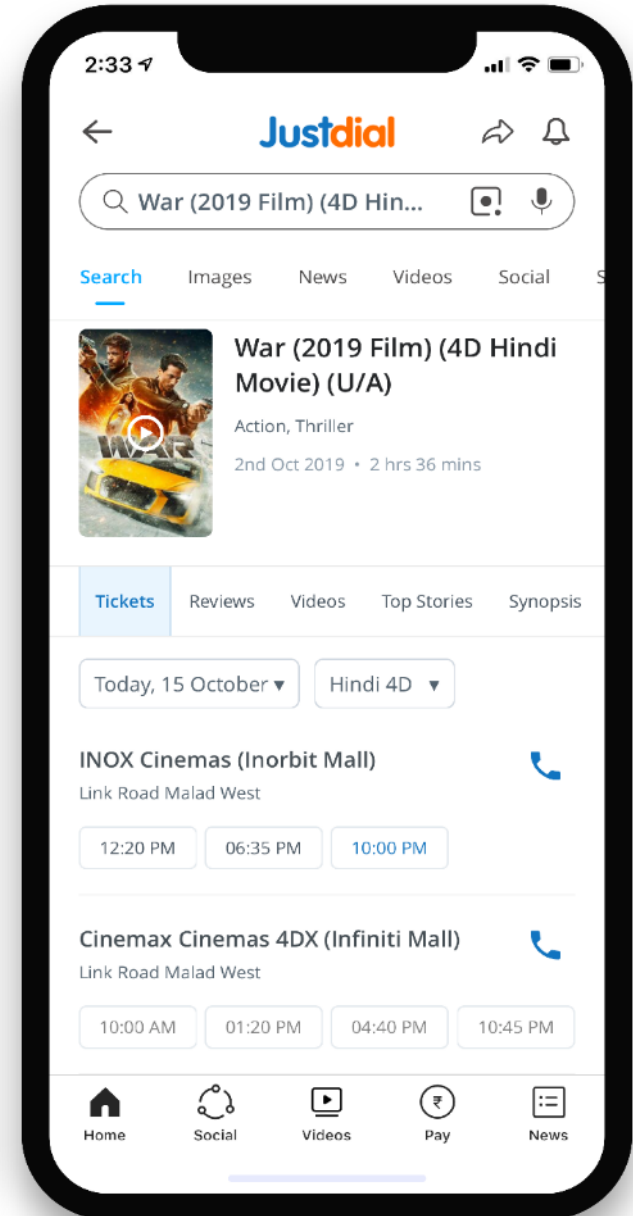 2:33
Justdial
War (2019 Film) (4D Hin...
Search Images News Videos Social S
War (2019 Film) (4D Hindi
Movie) (U/A)
Action, Thriller
2nd Oct 2019 • 2 hrs 36 mins
WAR
Tickets Reviews Videos Top Stories Synopsis
Today, 15 October ▾ Hindi 4D ▾
INOX Cinemas (Inorbit Mall)
Link Road Malad West
12:20 PM 06:35 PM 10:00 PM
Cinemax Cinemas 4DX (Infiniti Mall)
Link Road Malad West
10:00 AM 01:20 PM 04:40 PM 10:45 PM
₹
Home Social Videos Pay News